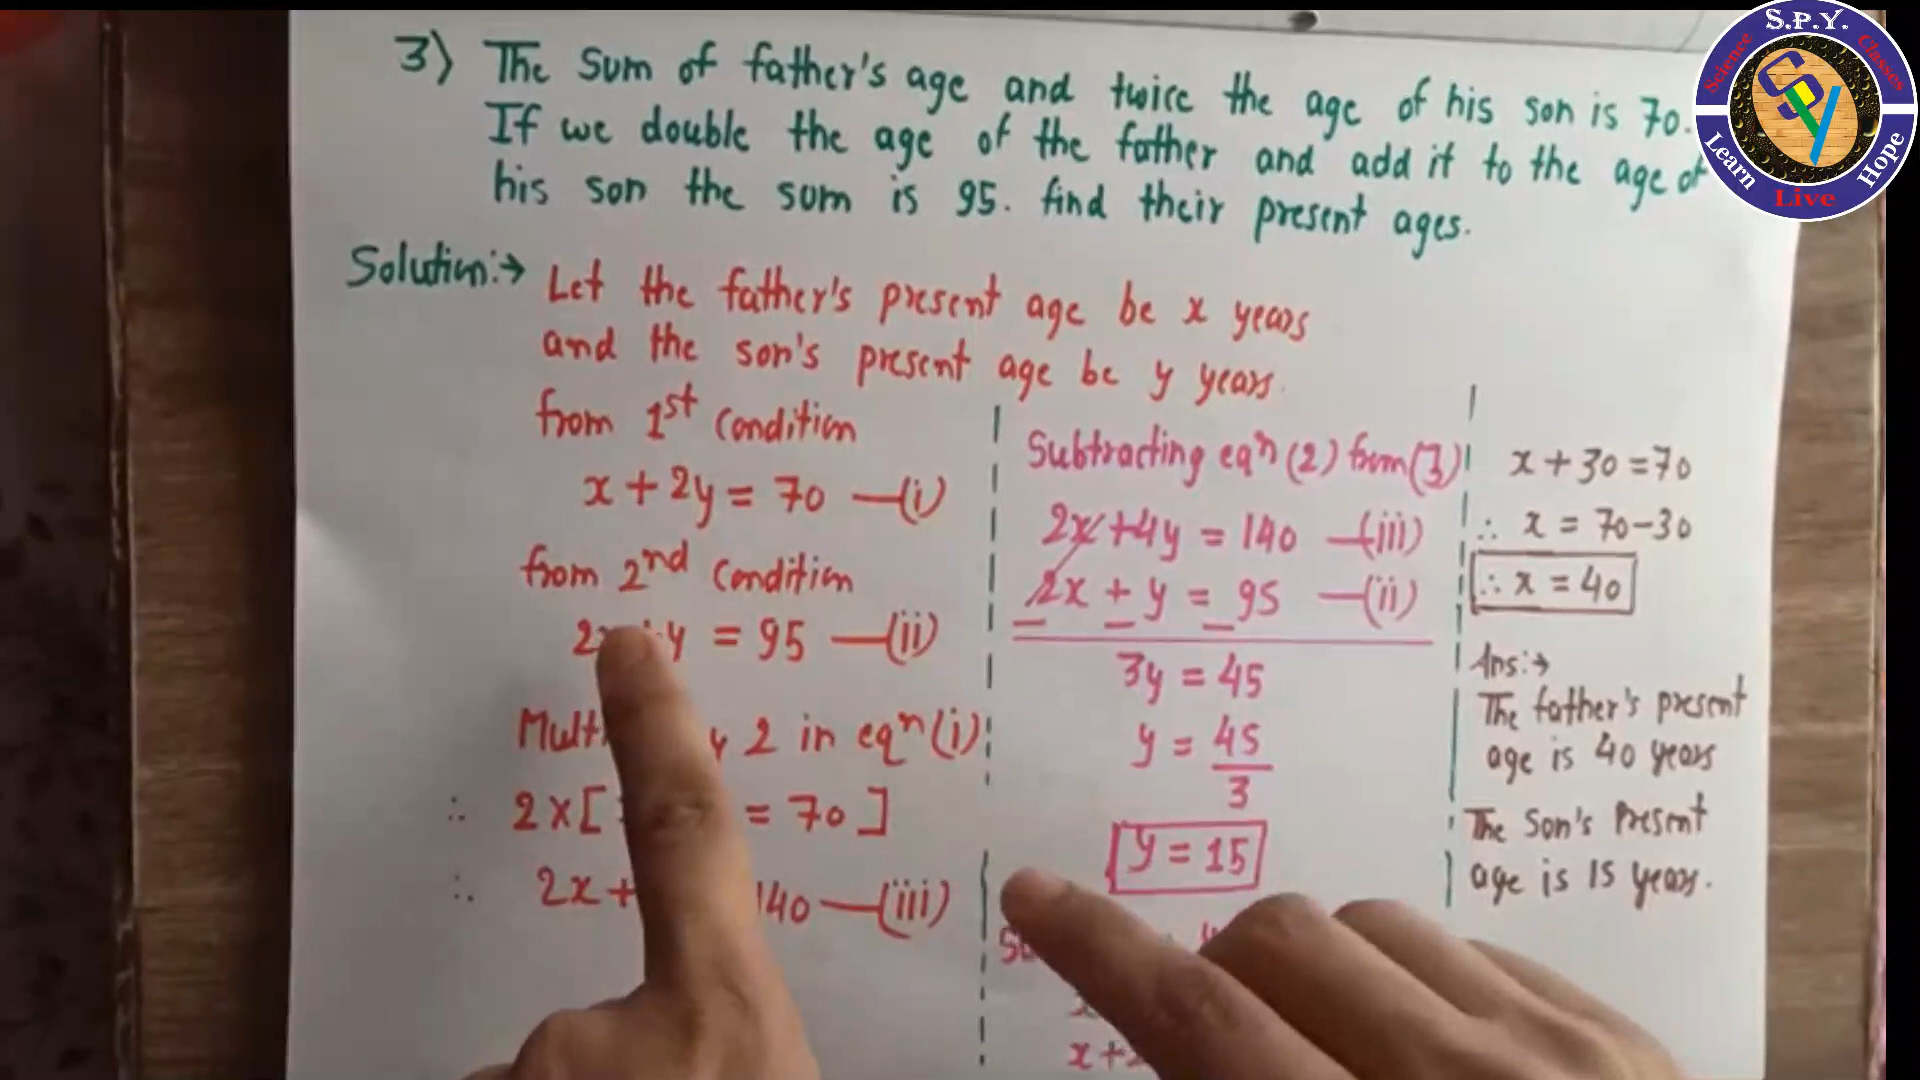 3) The Sum of father's age and twice the age of his son is 70.
If we double the age of the father and add it to the age of
his son the sum is 95. find their present ages.
Solution:→ Let the father's present age be x years
and the son's present age be y years.
from 1st Condition
x + 2y = 70 —(i)
from 2nd Condition
y = 95 —(ii)
2 in eqn (i)
∴ 2 x [ = 70 ]
∴ 2x + 140 —(iii)
Subtracting eqn (2) from (3)
2x + 4y = 140 —(iii)
2x + y = 95 —(ii)
— — —
3y = 45
y = 45
3
y = 15
x + 30 = 70
∴ x = 70-30
∴ x = 40
Ans:→
The father's present
age is 40 years
The Son's Present
age is 15 years.
S.P.Y.
Science Classes
SPY
Learn Hope
Live